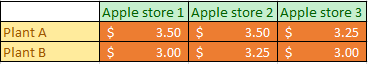 Apple store 1 Apple store 2 Apple store 3
Plant A $ 3.50 $ 3.50 $ 3.25
Plant B $ 3.00 $ 3.25 $ 3.00